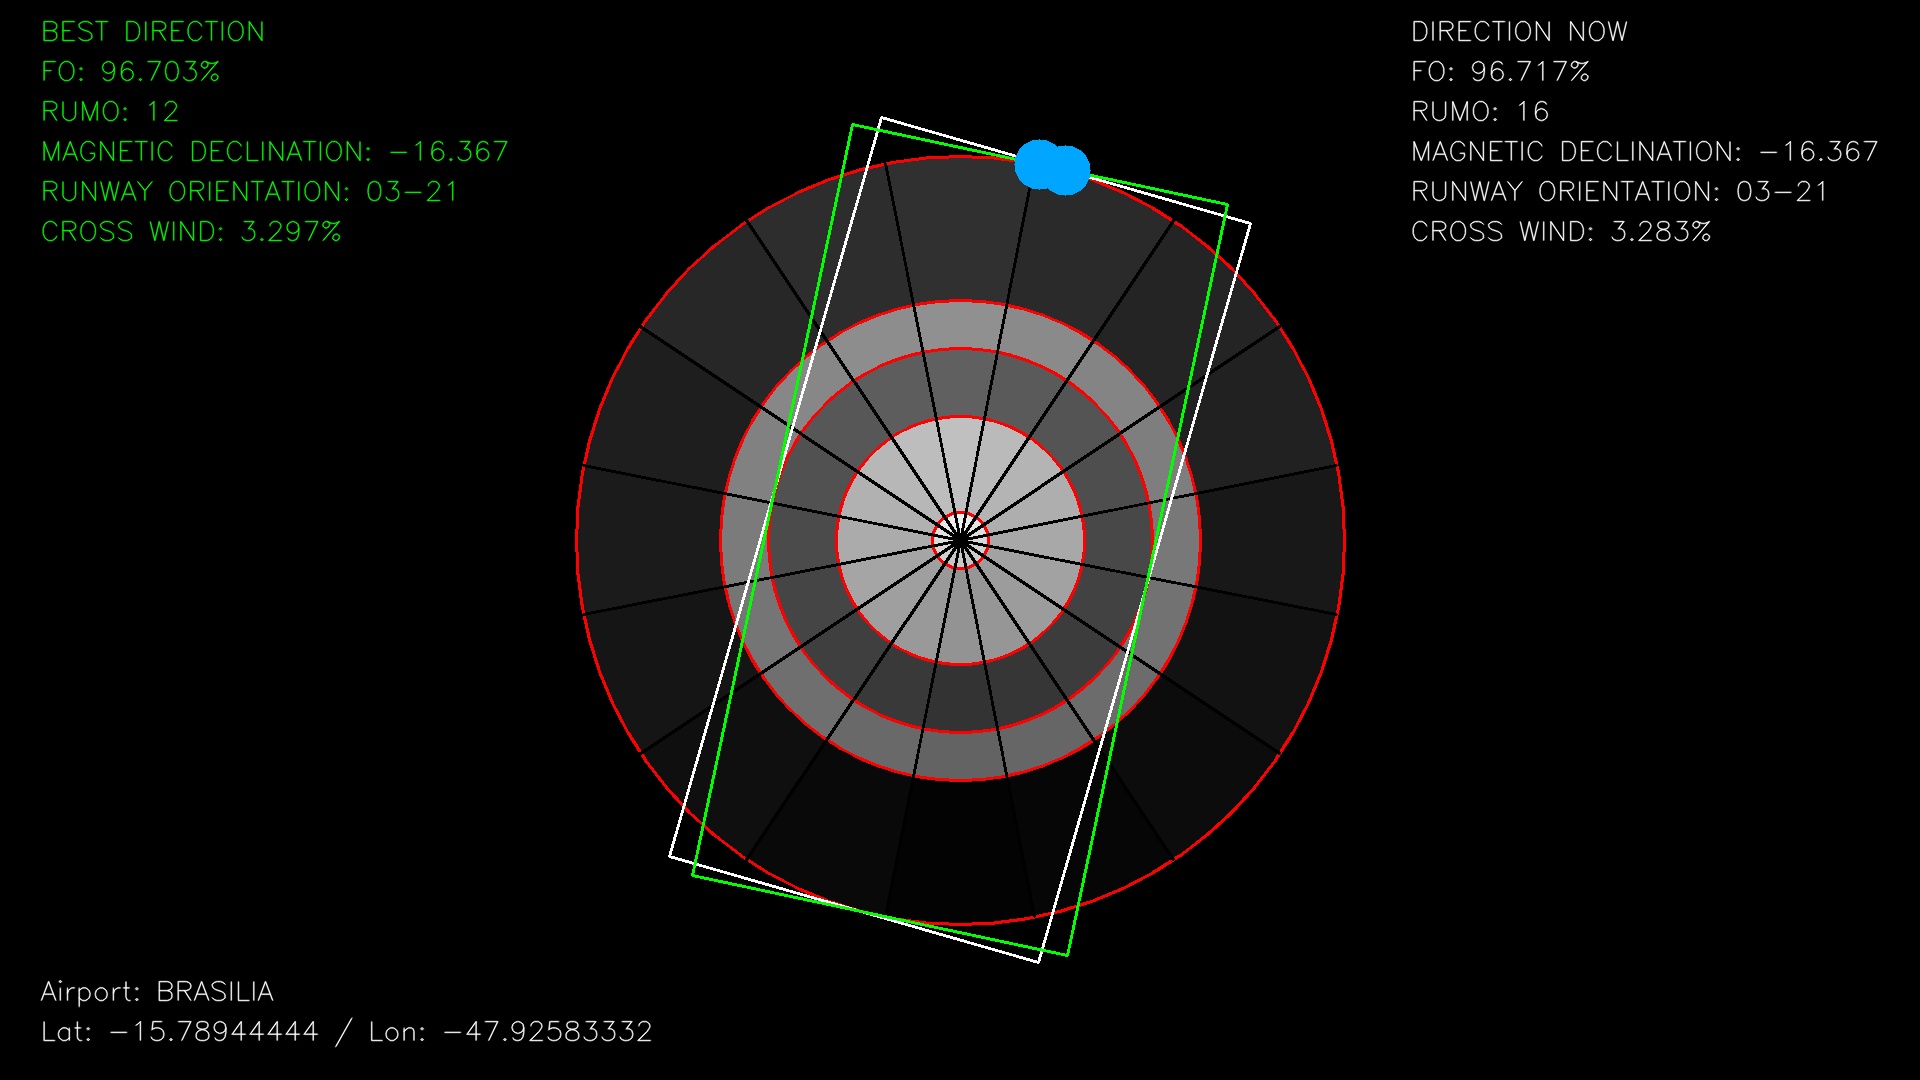 BEST DIRECTION
FO: 96.703%
RUMO: 12
MAGNETIC DECLINATION: -16.367
RUNWAY ORIENTATION: 03-21
CROSS WIND: 3.297%
DIRECTION NOW
FO: 96.717%
RUMO: 16
MAGNETIC DECLINATION: -16.367
RUNWAY ORIENTATION: 03-21
CROSS WIND: 3.283%
Airport: BRASILIA
Lat: -15.78944444 / Lon: -47.92583332